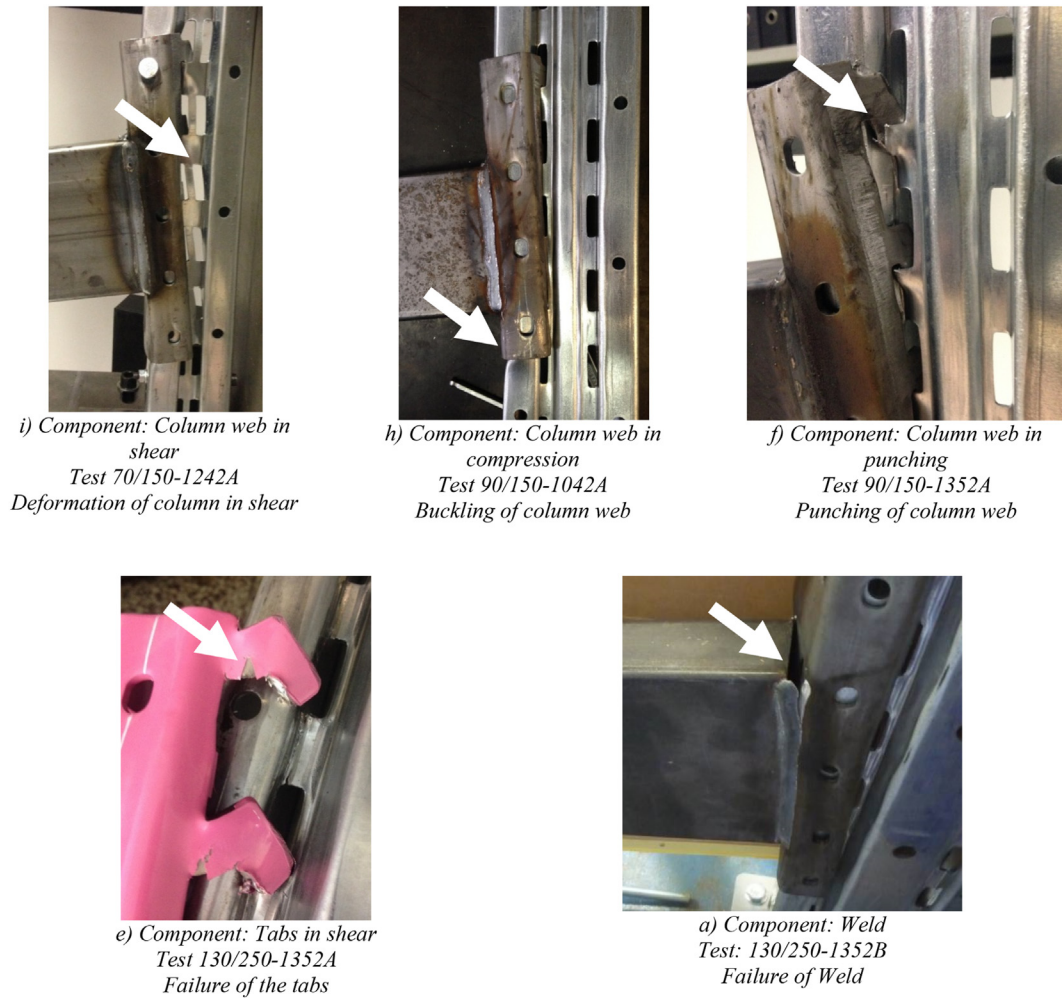 i) Component: Column web in
shear
Test 70/150-1242A
Deformation of column in shear
h) Component: Column web in
compression
Test 90/150-1042A
Buckling of column web
f) Component: Column web in
punching
Test 90/150-1352A
Punching of column web
e) Component: Tabs in shear
Test 130/250-1352A
Failure of the tabs
a) Component: Weld
Test: 130/250-1352B
Failure of Weld